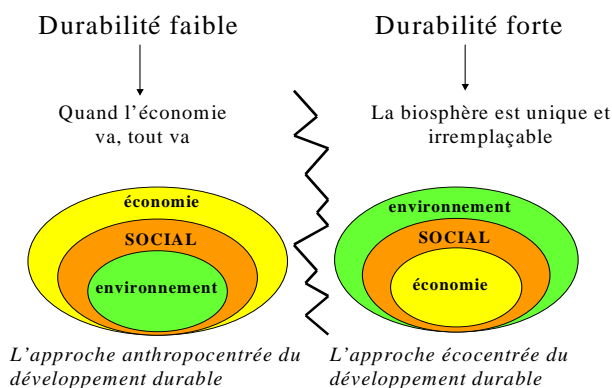 Durabilité faible
Quand l’économie
va, tout va
économie
SOCIAL
environnement
L’approche anthropocentrée du
développement durable
Durabilité forte
La biosphère est unique et
irremplaçable
environnement
SOCIAL
économie
L’approche écocentrée du
développement durable